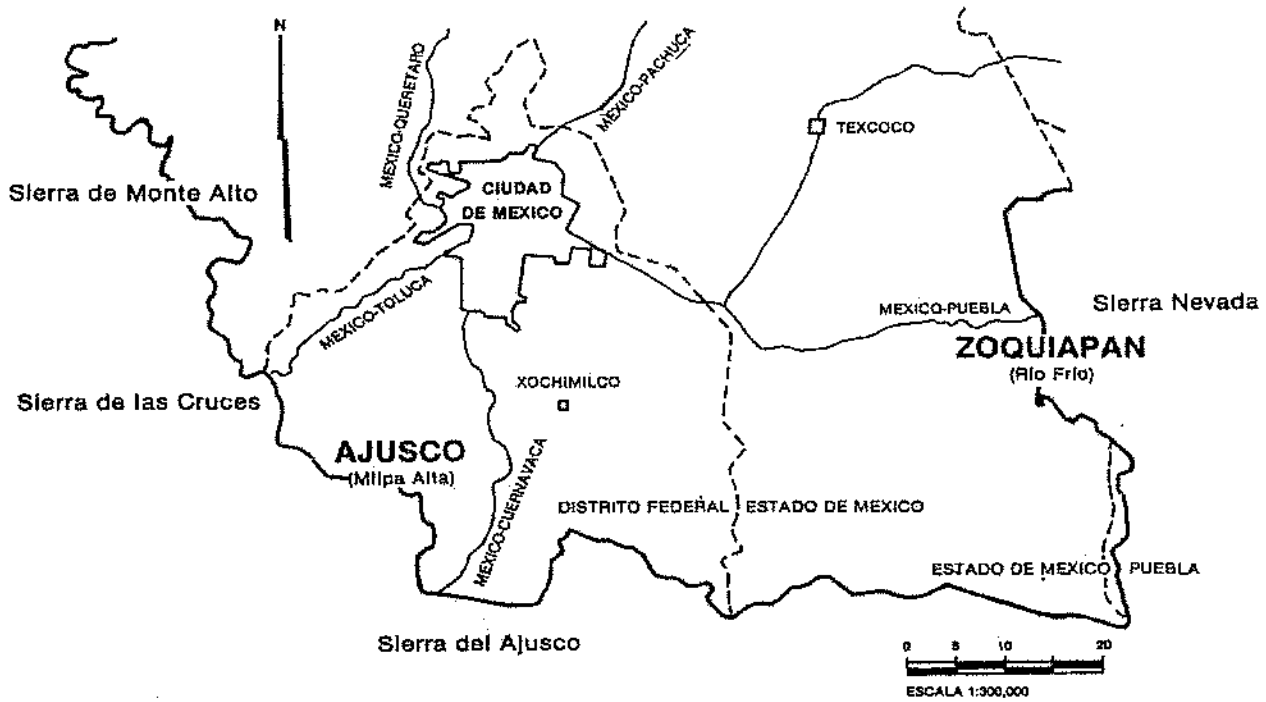 N
MEXICO-QUERETARO
MEXICO-PACHUCA
TEXCOCO
Sierra de Monte Alto
CIUDAD
DE MEXICO
MEXICO-TOLUCA
MEXICO-PUEBLA
Sierra Nevada
ZOQUIAPAN
(Río Frío)
XOCHIMILCO
Sierra de las Cruces
AJUSCO
(Milpa Alta)
MEXICO-CUERNAVACA
DISTRITO FEDERAL ESTADO DE MEXICO
ESTADO DE MEXICO PUEBLA
Sierra del Ajusco
0 5 10 20
ESCALA 1:300,000